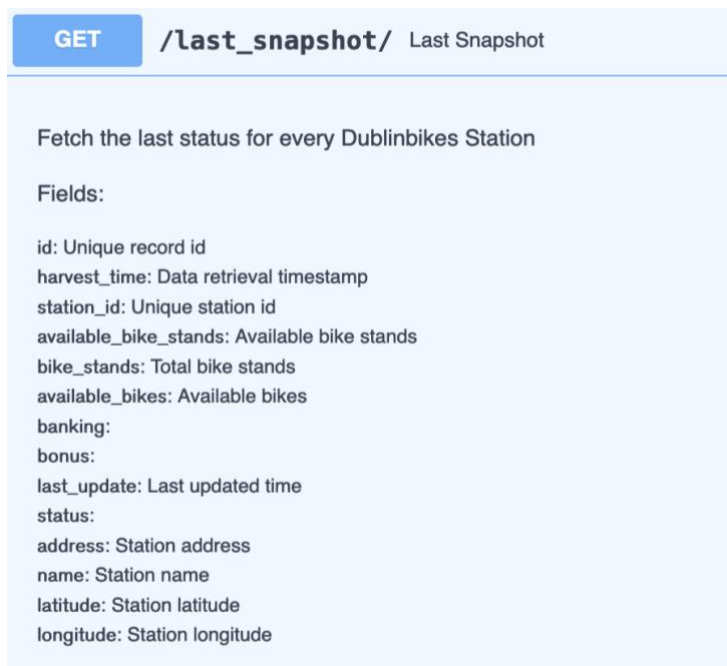 GET /last_snapshot/ Last Snapshot
Fetch the last status for every Dublinbikes Station
Fields:
id: Unique record id
harvest_time: Data retrieval timestamp
station_id: Unique station id
available_bike_stands: Available bike stands
bike_stands: Total bike stands
available_bikes: Available bikes
banking:
bonus:
last_update: Last updated time
status:
address: Station address
name: Station name
latitude: Station latitude
longitude: Station longitude